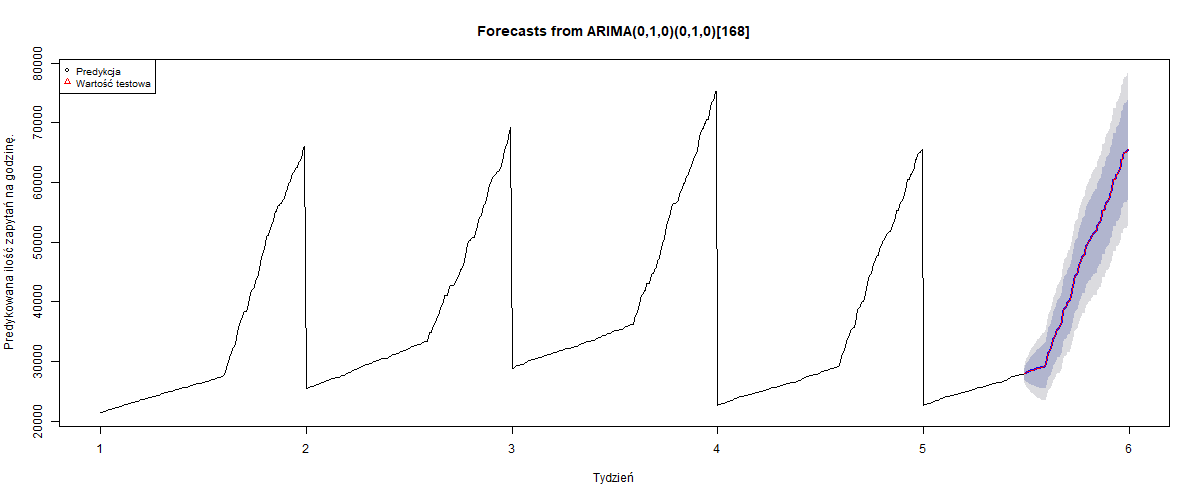 Forecasts from ARIMA(0,1,0)(0,1,0)[168]
Predykcja
Wartość testowa
80000
70000
60000
50000
40000
30000
20000
Predykowana ilość zapytań na godzinę.
1 2 3 4 5 6
Tydzień